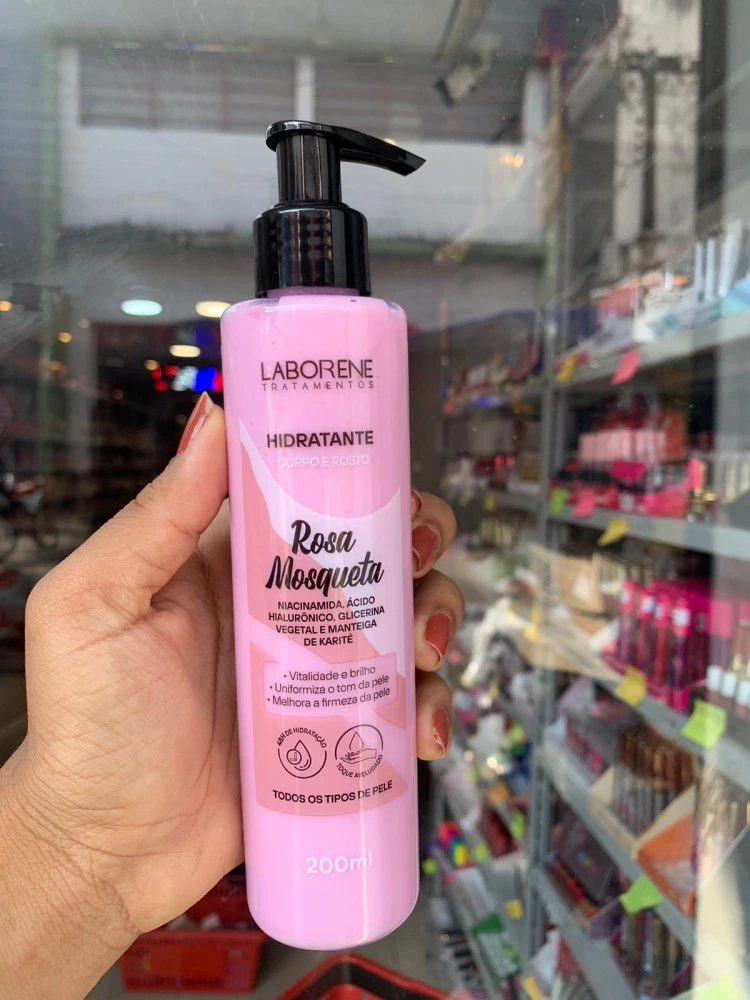 LABORENE
TRATAMENTOS
HIDRATANTE
CORPO E ROSTO
Rosa
Mosqueta
NIACINAMIDA, ÁCIDO
HIALURÔNICO, GLICERINA
VEGETAL E MANTEIGA
DE KARITÉ
• Vitalidade e brilho
• Uniformiza o tom da pele
• Melhora a firmeza da pele
48H DE HIDRATAÇÃO
TOQUE AVELUDADO
TODOS OS TIPOS DE PELE
200ml